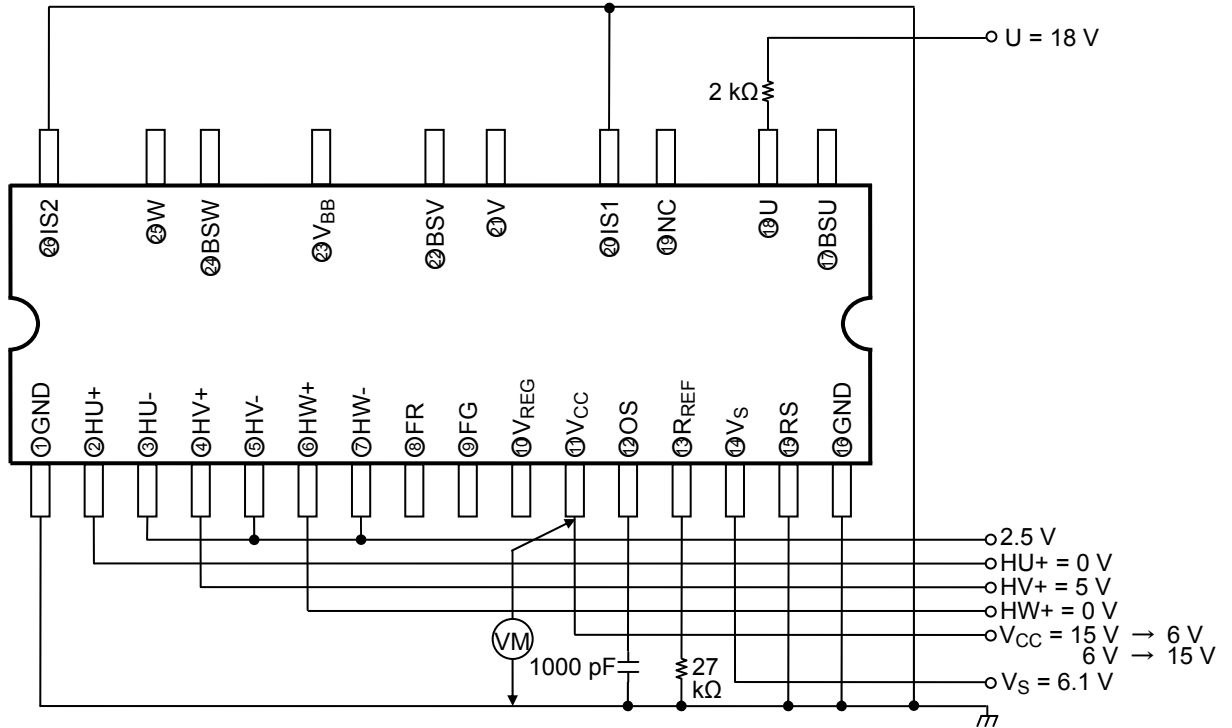 U = 18 V
2 kΩ
㉖IS2
㉕W
㉔BSW
㉓VBB
㉒BSV
㉑V
⑳IS1
⑲NC
⑱U
⑰BSU
①GND
②HU+
③HU-
④HV+
⑤HV-
⑥HW+
⑦HW-
⑧FR
⑨FG
⑩VREG
⑪VCC
⑫OS
⑬RREF
⑭VS
⑮RS
⑯GND
2.5 V
HU+ = 0 V
HV+ = 5 V
HW+ = 0 V
VCC = 15 V → 6 V
6 V → 15 V
VM
1000 pF
27
kΩ
VS = 6.1 V